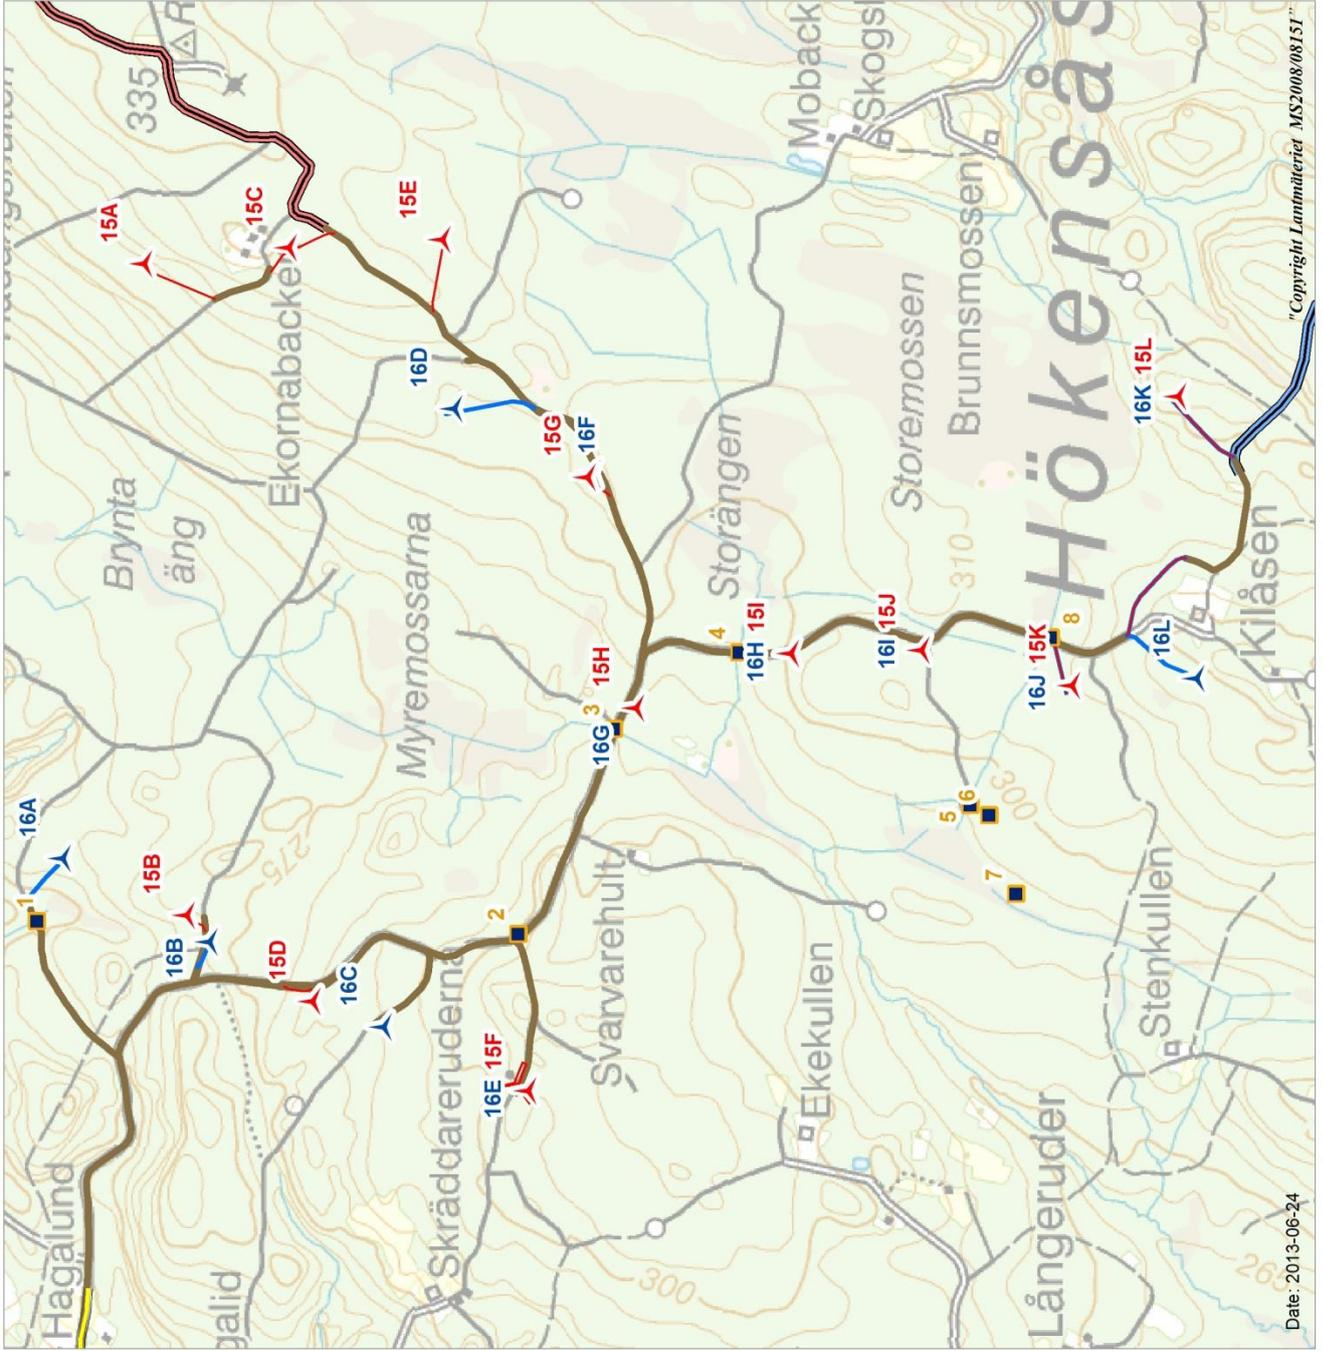 335
15A
15C
15E
Ekornabacke
16D
15G
16F
Brynta
äng
Myremossarna
Storängen
Storemossen
Brunnsmossen
Moback
Skogsl
Hökensås
310
16K 15L
Kilåsen
16L
8
16J 15K
16I 15J
4
16H 15I
15H
3
16G
5
6
7
300
16A
1
15B
16B
275
15D
16C
2
16E 15F
Svarvarehult
Skräddareruderna
Ekekullen
Stenkullen
Långeruder
300
265
Hagalund
galid
Date: 2013-06-24
"Copyright Lantmäteriet MS2008/08151"